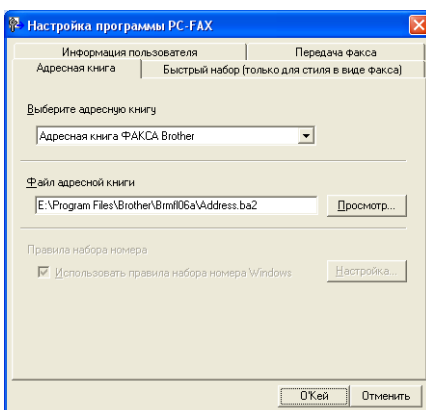 Настройка программы PC-FAX
Информация пользователя
Передача факса
Адресная книга
Быстрый набор (только для стиля в виде факса)
Выберите адресную книгу
Адресная книга ФАКСА Brother
Файл адресной книги
E:\Program Files\Brother\Brmfl06a\Address.ba2
Просмотр...
Правила набора номера
Использовать правила набора номера Windows
Настройка...
О'Кей
Отменить